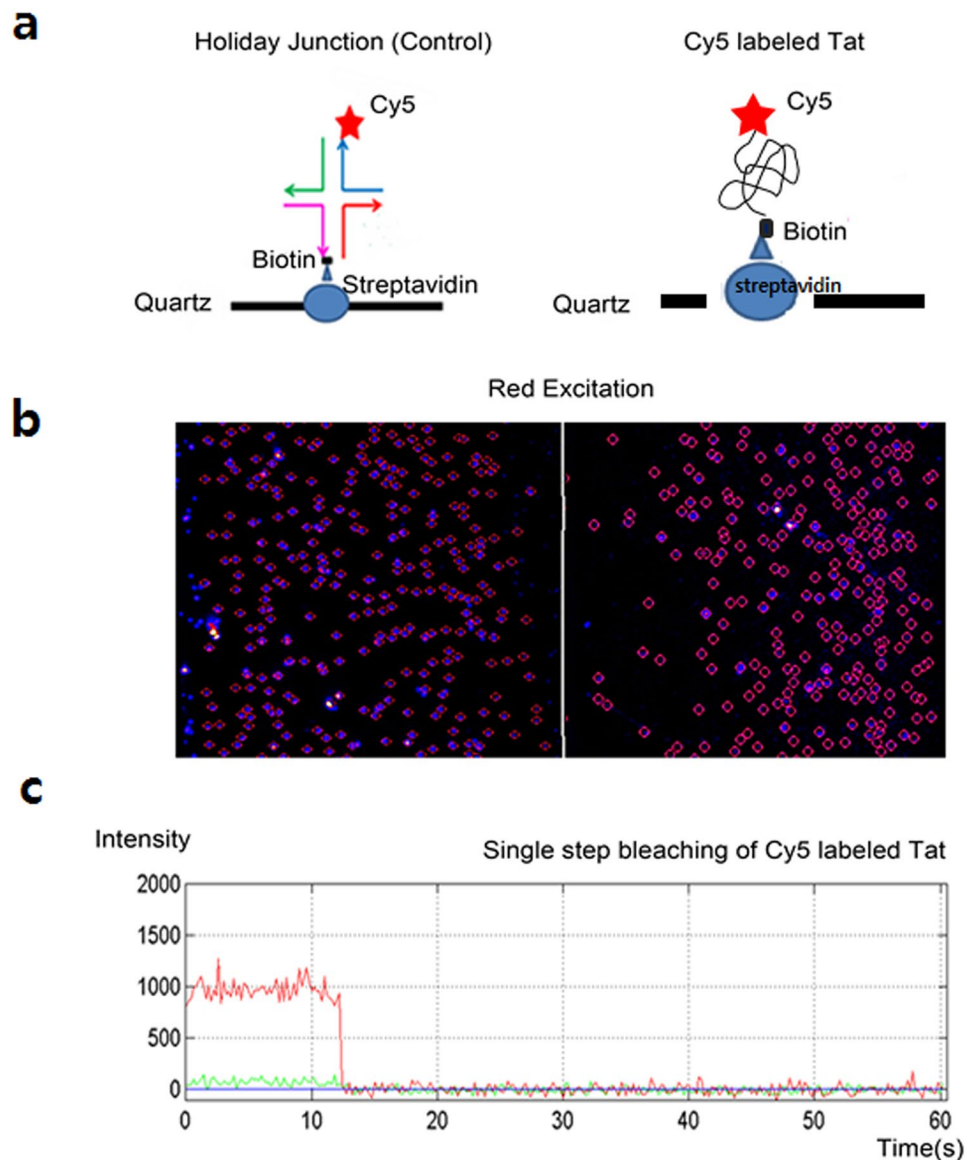 a
Holiday Junction (Control)
Cy5 labeled Tat
Cy5
Cy5
Biotin
Biotin
Streptavidin
streptavidin
Quartz
Quartz
Red Excitation
b
c
Intensity
Single step bleaching of Cy5 labeled Tat
2000
1500
1000
500
0
0
10
20
30
40
50
60
Time(s)